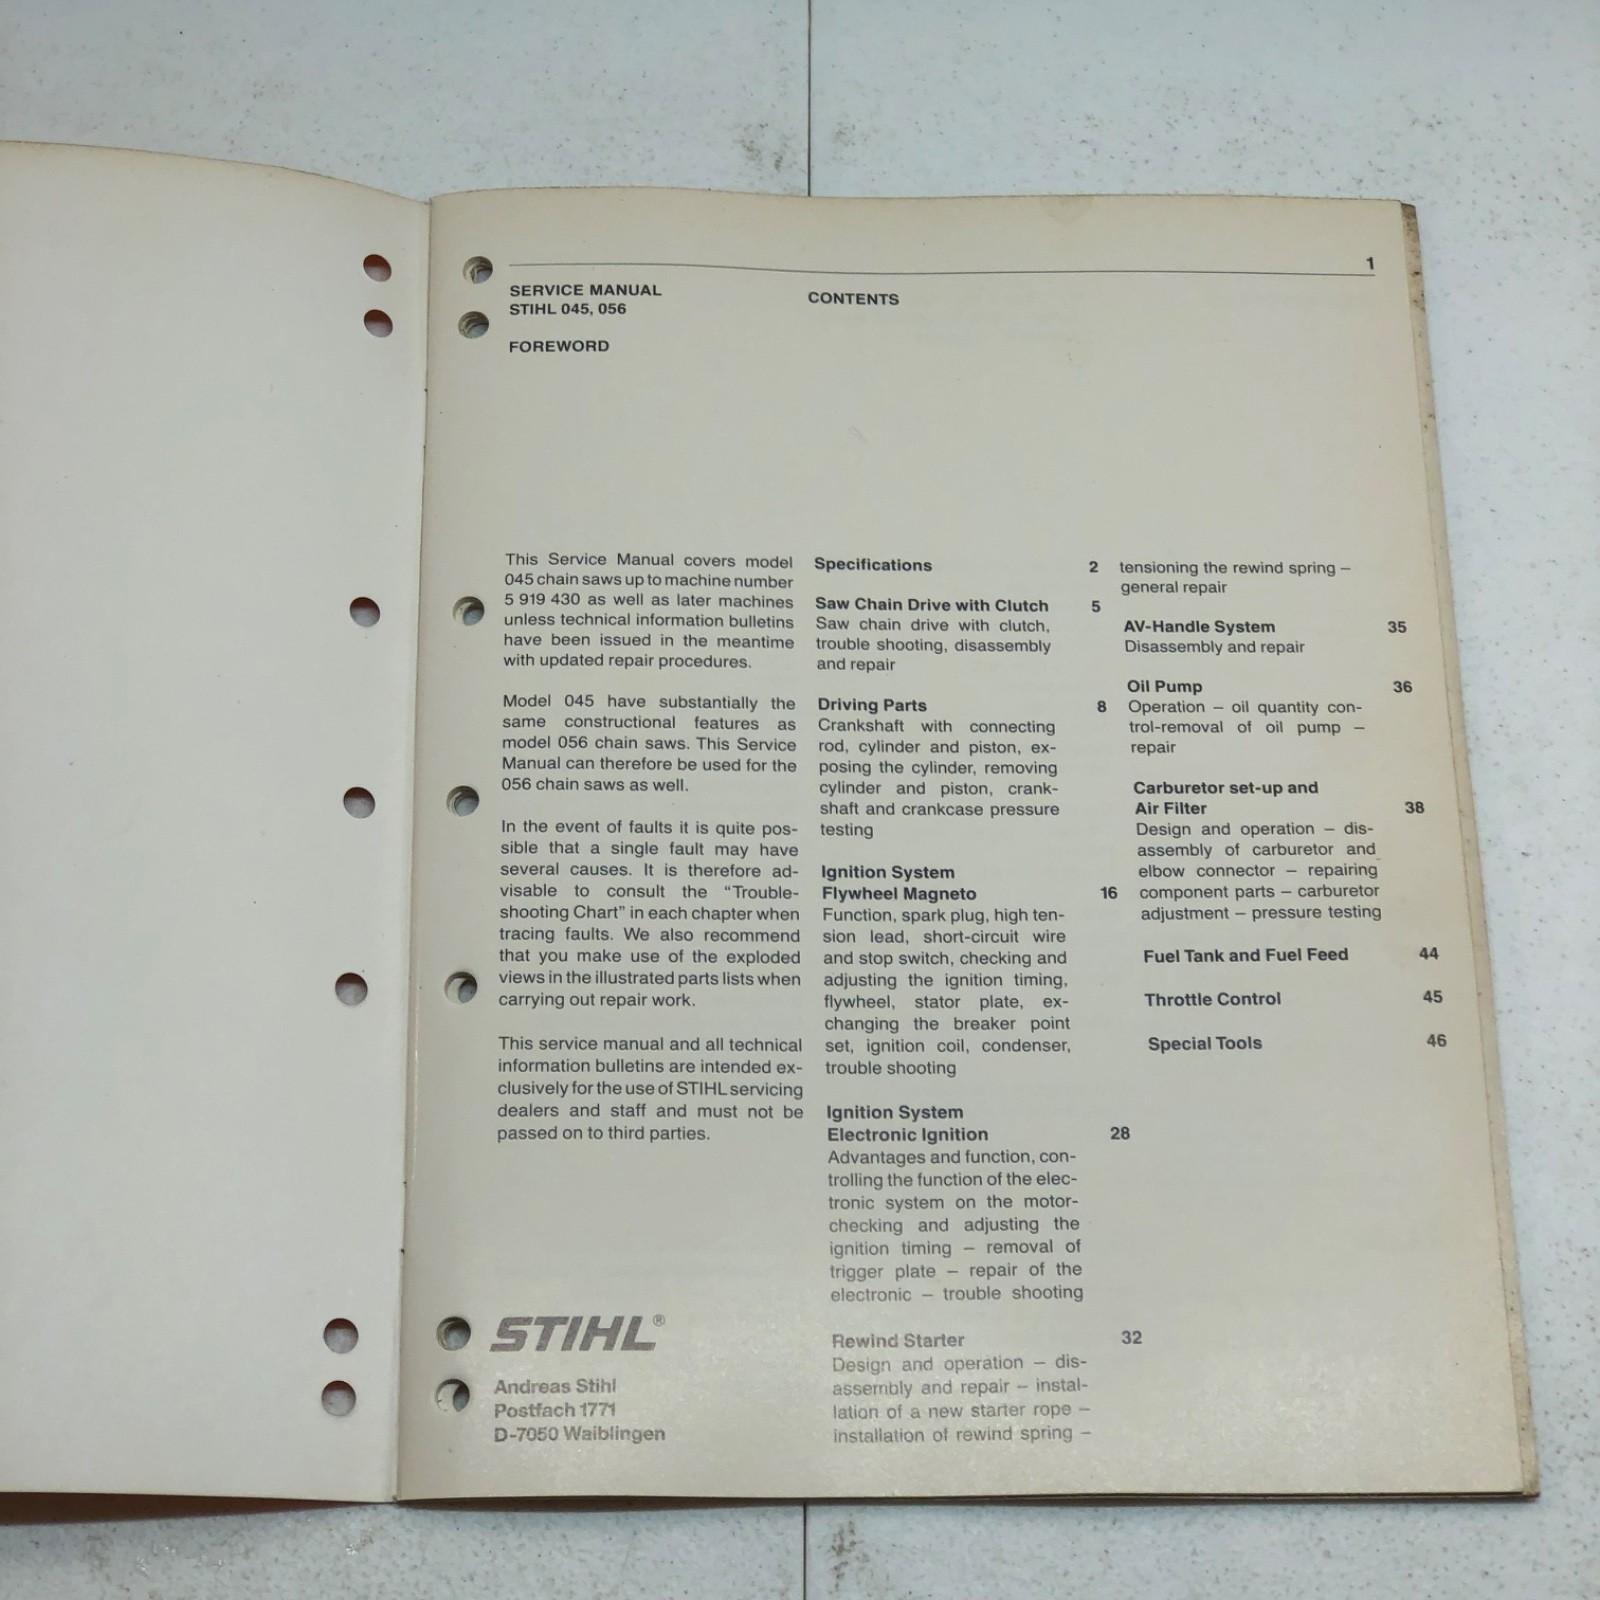 1
SERVICE MANUAL
STIHL 045, 056
FOREWORD
This Service Manual covers model
045 chain saws up to machine number
5 919 430 as well as later machines
unless technical information bulletins
have been issued in the meantime
with updated repair procedures.
Model 045 have substantially the
same constructional features as
model 056 chain saws. This Service
Manual can therefore be used for the
056 chain saws as well.
In the event of faults it is quite pos-
sible that a single fault may have
several causes. It is therefore ad-
visable to consult the “Trouble-
shooting Chart” in each chapter when
tracing faults. We also recommend
that you make use of the exploded
views in the illustrated parts lists when
carrying out repair work.
This service manual and all technical
information bulletins are intended ex-
clusively for the use of STIHL servicing
dealers and staff and must not be
passed on to third parties.
STIHL®
Andreas Stihl
Postfach 1771
D-7050 Waiblingen
CONTENTS
Specifications 2
Saw Chain Drive with Clutch 5
Saw chain drive with clutch,
trouble shooting, disassembly
and repair
Driving Parts 8
Crankshaft with connecting
rod, cylinder and piston, ex-
posing the cylinder, removing
cylinder and piston, crank-
shaft and crankcase pressure
testing
Ignition System
Flywheel Magneto 16
Function, spark plug, high ten-
sion lead, short-circuit wire
and stop switch, checking and
adjusting the ignition timing,
flywheel, stator plate, ex-
changing the breaker point
set, ignition coil, condenser,
trouble shooting
Ignition System
Electronic Ignition 28
Advantages and function, con-
trolling the function of the elec-
tronic system on the motor-
checking and adjusting the
ignition timing – removal of
trigger plate – repair of the
electronic – trouble shooting
Rewind Starter 32
Design and operation – dis-
assembly and repair – instal-
lation of a new starter rope –
installation of rewind spring –
tensioning the rewind spring –
general repair
AV-Handle System 35
Disassembly and repair
Oil Pump 36
Operation – oil quantity con-
trol-removal of oil pump –
repair
Carburetor set-up and
Air Filter 38
Design and operation – dis-
assembly of carburetor and
elbow connector – repairing
component parts – carburetor
adjustment – pressure testing
Fuel Tank and Fuel Feed 44
Throttle Control 45
Special Tools 46